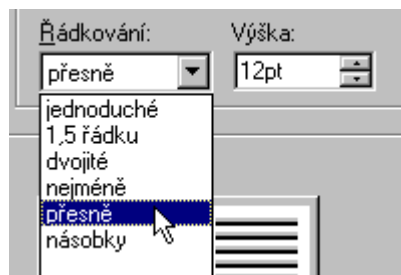 Řádkování: Výška:
přesně 12pt
jednoduché
1,5 řádku
dvojité
nejméně
přesně
násobky